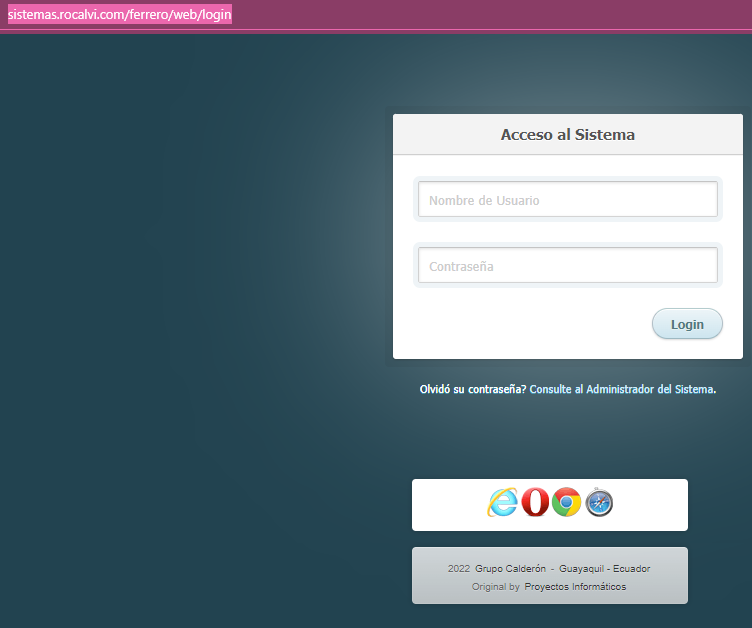 sistemas.rocalvi.com/ferrero/web/login
Acceso al Sistema
Nombre de Usuario
Contraseña
Login
Olvidó su contraseña? Consulte al Administrador del Sistema.
2022 Grupo Calderón - Guayaquil - Ecuador
Original by Proyectos Informáticos